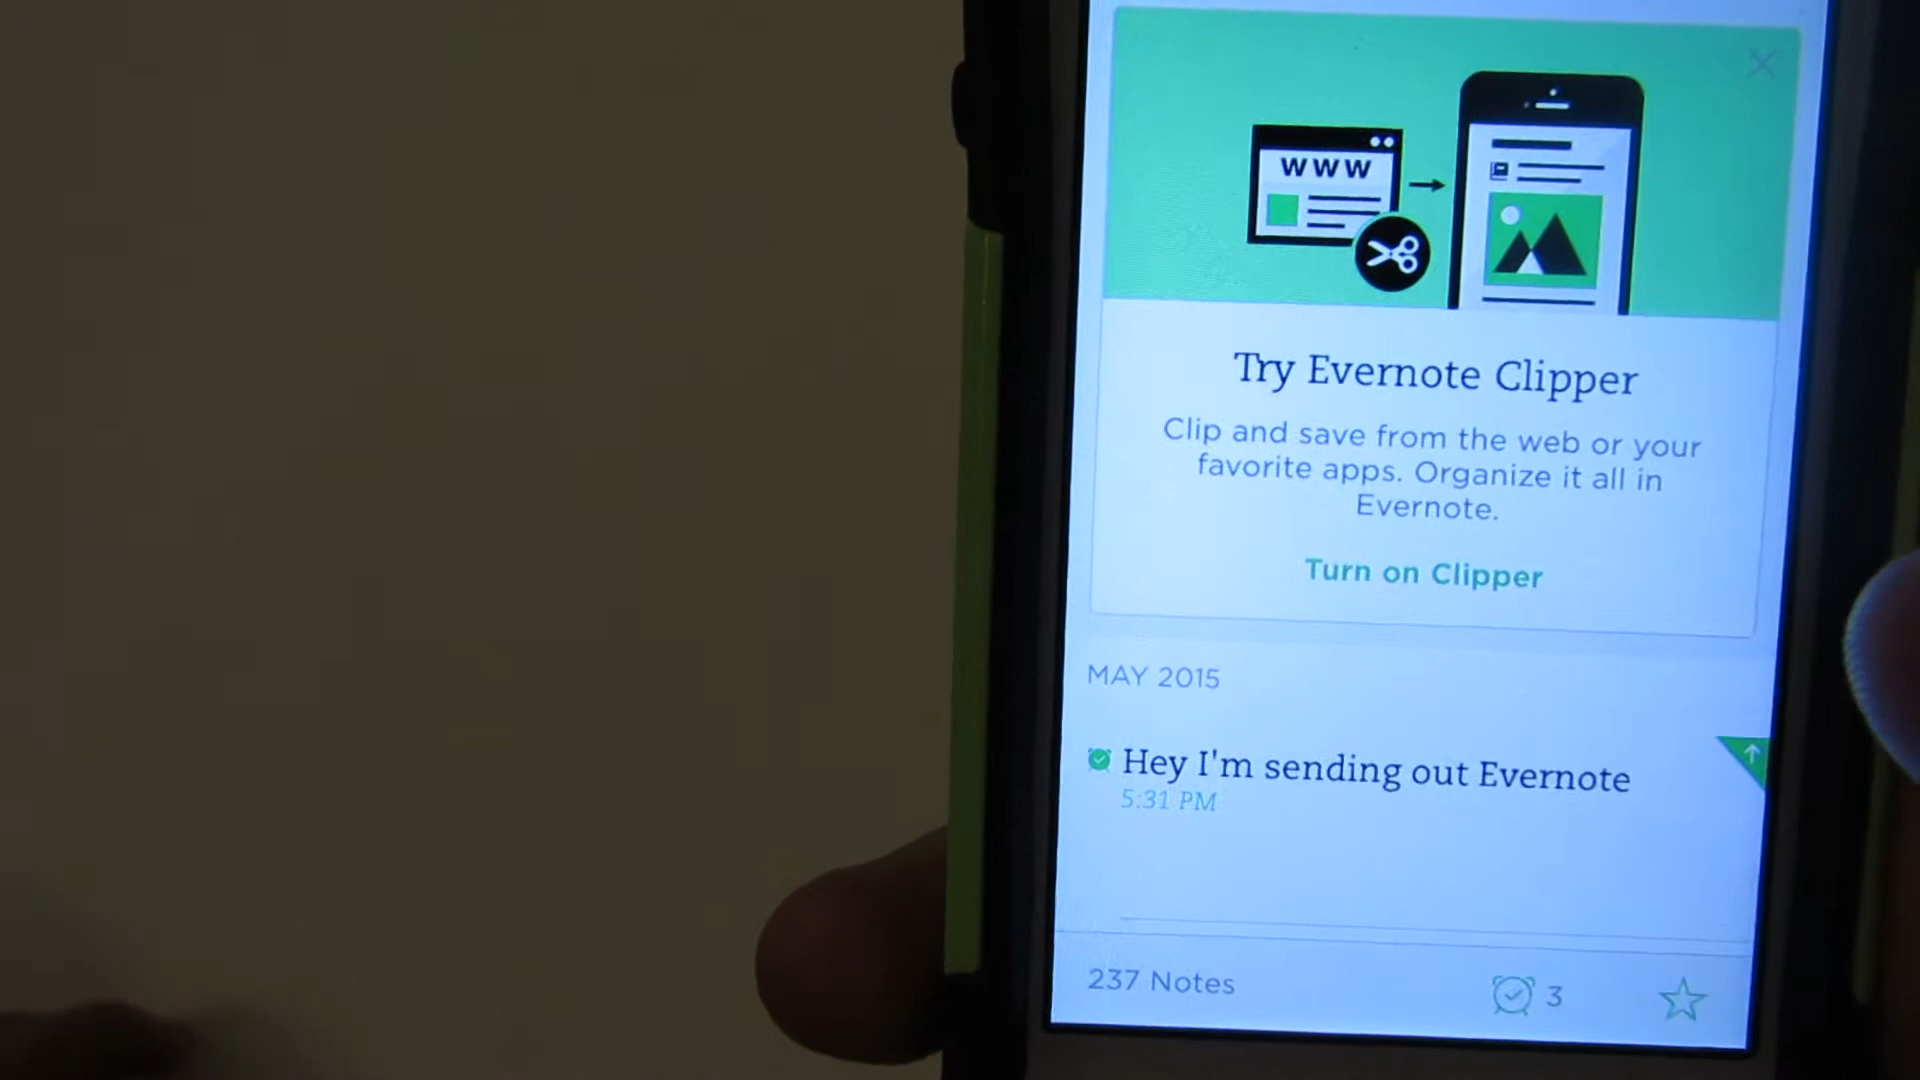 WWW
Try Evernote Clipper
Clip and save from the web or your
favorite apps. Organize it all in
Evernote.
Turn on Clipper
MAY 2015
Hey I'm sending out Evernote
5:31 PM
237 Notes
3